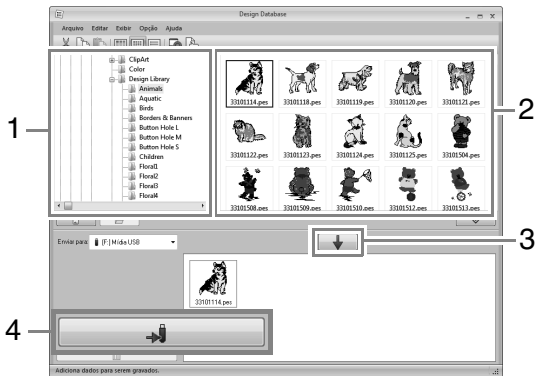 Design Database
Arquivo Editar Exibir Opção Ajuda
ClipArt
Color
Design Library
Animals
Aquatic
Birds
Borders & Banners
Button Hole L
Button Hole M
Button Hole S
Children
Floral1
Floral2
Floral3
Floral4
33101114.pes 33101118.pes 33101119.pes 33101120.pes 33101121.pes
33101122.pes 33101123.pes 33101124.pes 33101125.pes 33101504.pes
33101508.pes 33101509.pes 33101510.pes 33101512.pes 33101513.pes
1
2
Enviar para: (F:) Mídia USB
3
33101114.pes
4
Adiciona dados para serem gravados.